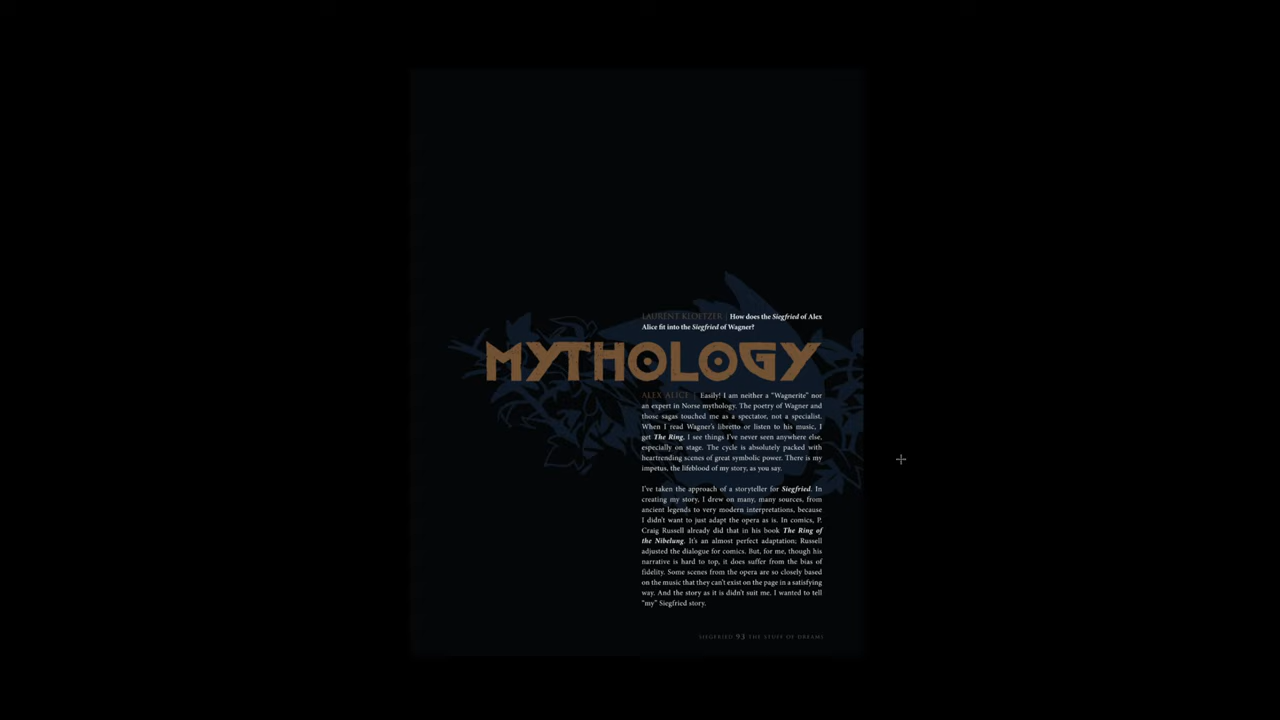 LAURENT KLOETZER | How does the Siegfried of Alex
Alice fit into the Siegfried of Wagner?
MYTHOLOGY
ALEX ALICE | Easily! I am neither a “Wagnerite” nor
an expert in Norse mythology. The poetry of Wagner and
those sagas touched me as a spectator, not a specialist.
When I read Wagner’s libretto or listen to his music, I
get The Ring. I see things I’ve never seen anywhere else,
especially on stage. The cycle is absolutely packed with
heartrending scenes of great symbolic power. There is my
impetus, the lifeblood of my story, as you say.
I’ve taken the approach of a storyteller for Siegfried. In
creating my story, I drew on many, many sources, from
ancient legends to very modern interpretations, because
I didn’t want to just adapt the opera as is. In comics, P.
Craig Russell already did that in his book The Ring of
the Nibelung. It’s an almost perfect adaptation; Russell
adjusted the dialogue for comics. But, for me, though his
narrative is hard to top, it does suffer from the bias of
fidelity. Some scenes from the opera are so closely based
on the music that they can’t exist on the page in a satisfying
way. And the story as it is didn’t suit me. I wanted to tell
“my” Siegfried story.
SIEGFRIED 93 THE STUFF OF DREAMS